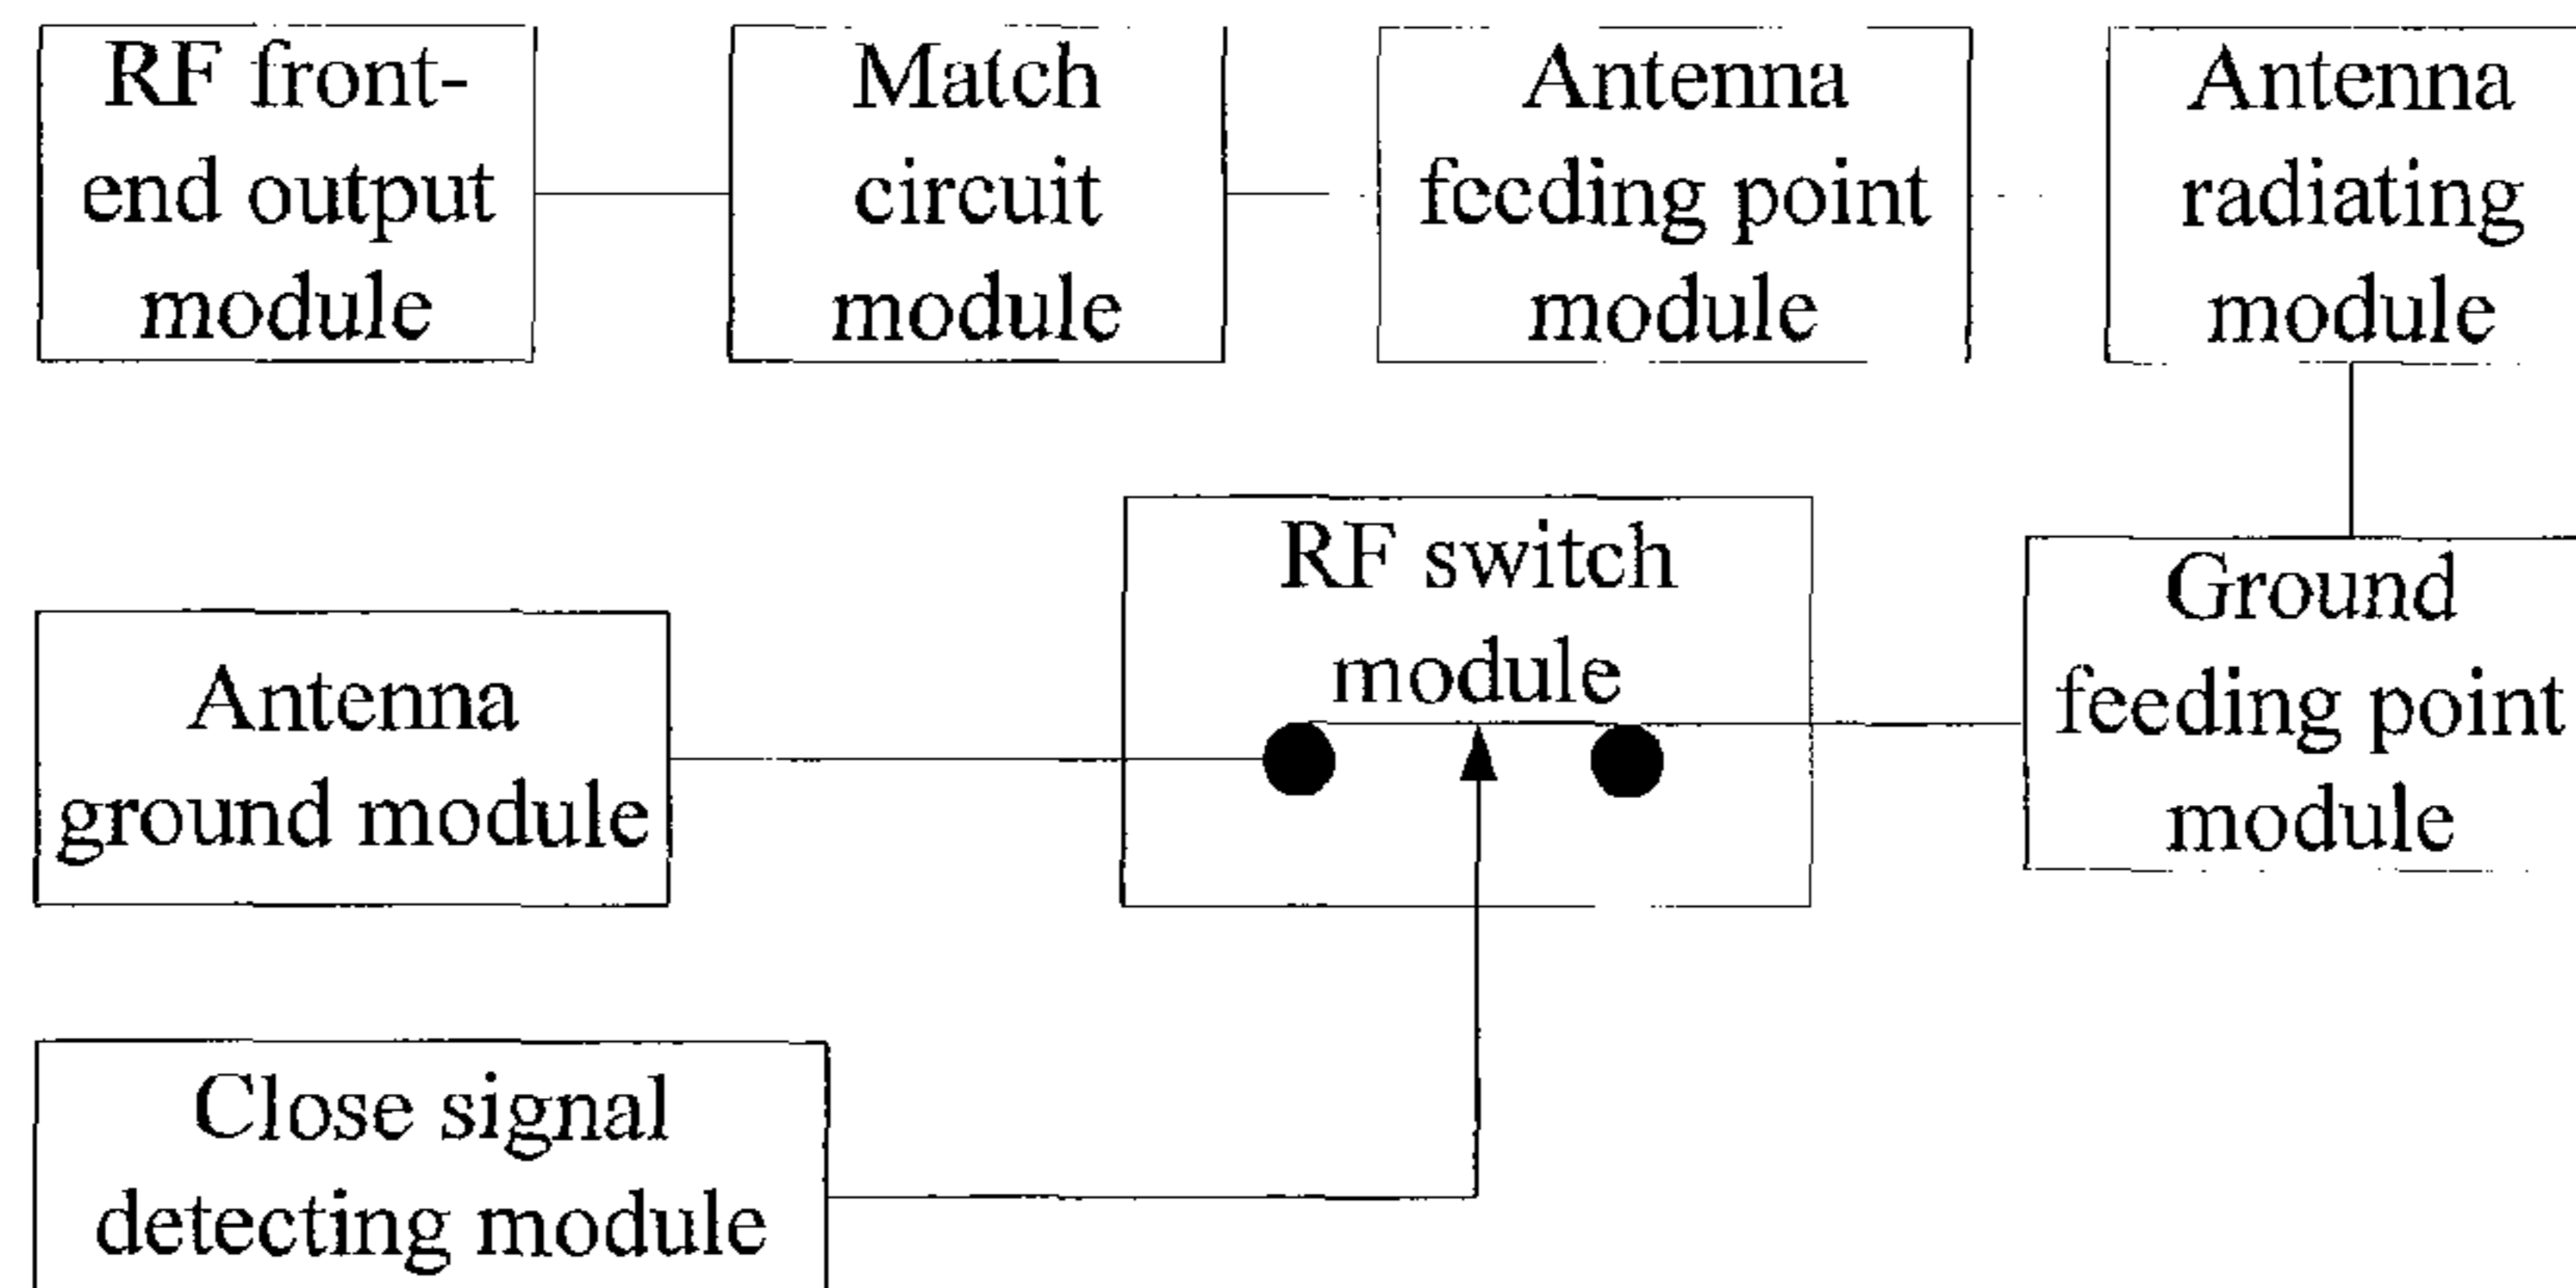 RF front-
end output
module
Match
circuit
module
Antenna
feeding point
module
Antenna
radiating
module
RF switch
module
Ground
feeding point
module
Antenna
ground module
Close signal
detecting module